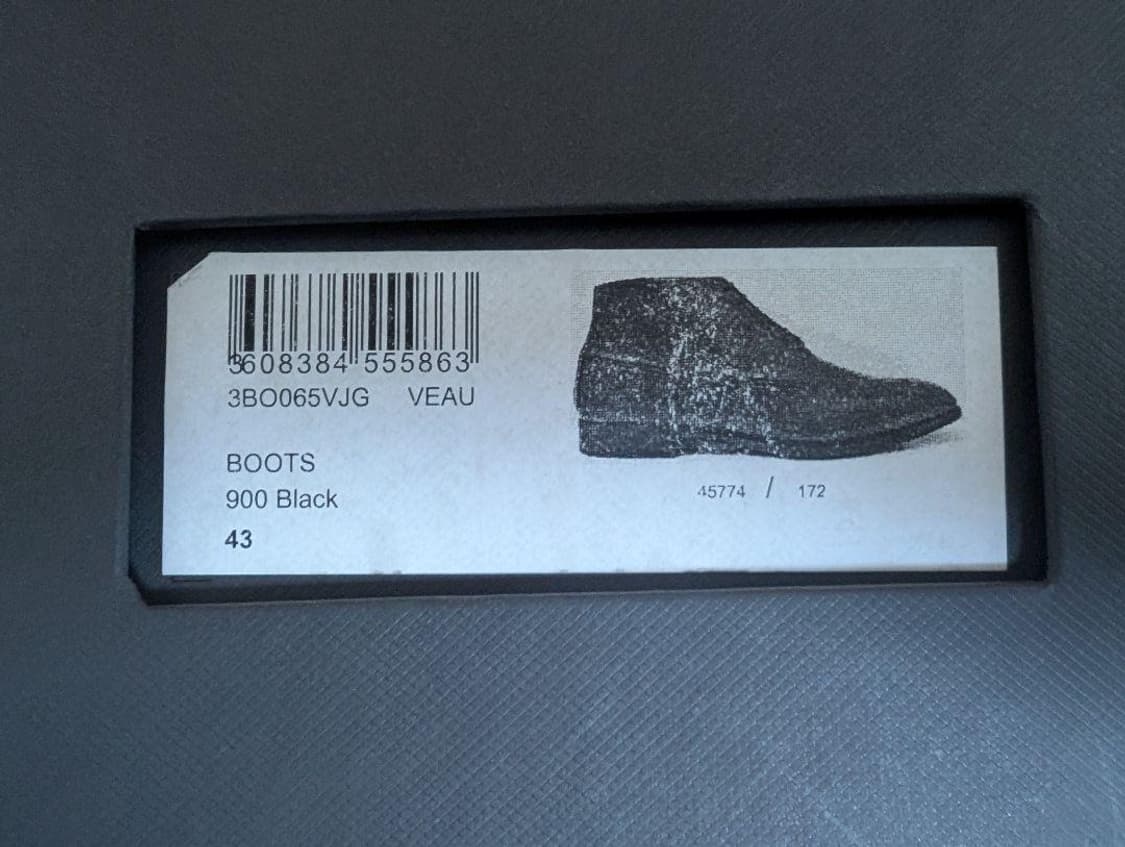 3608384 555863
3BO065VJG VEAU
BOOTS
900 Black
43
45774 / 172